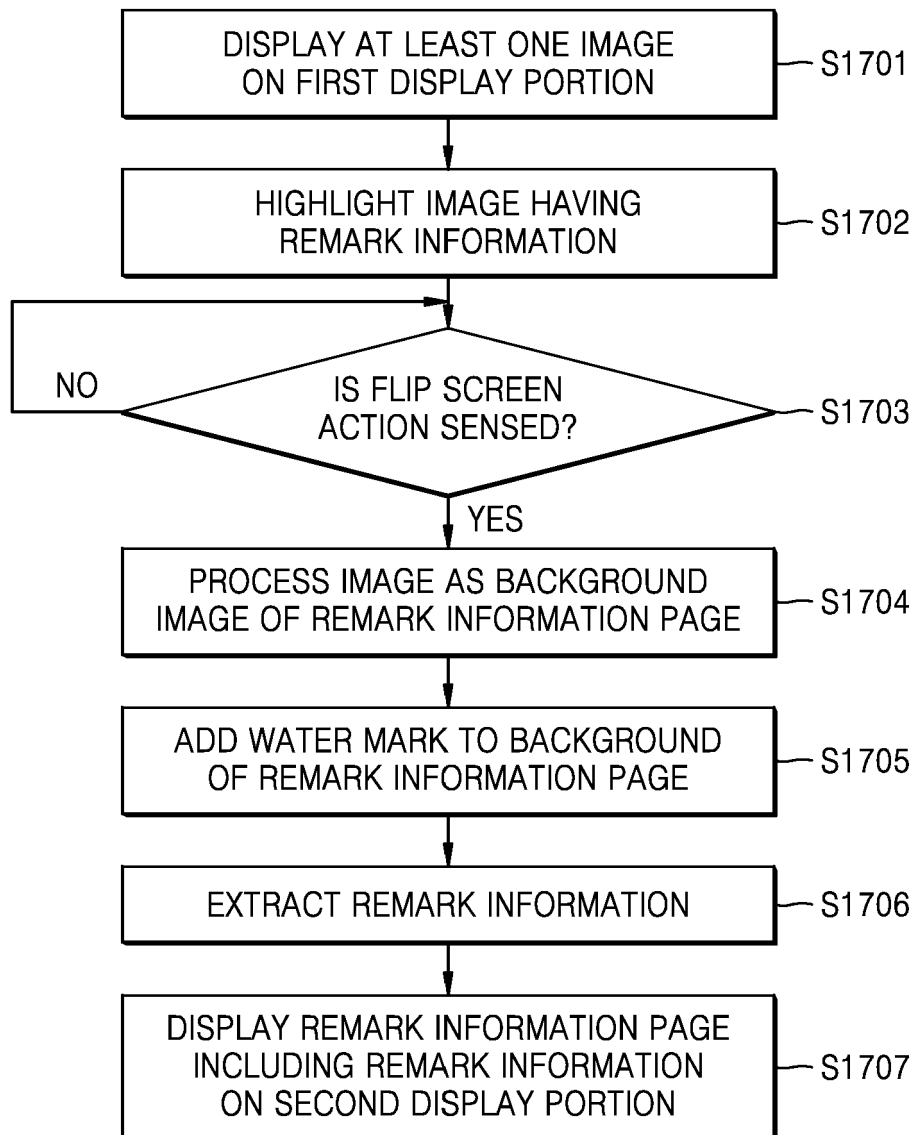 DISPLAY AT LEAST ONE IMAGE
ON FIRST DISPLAY PORTION
S1701
HIGHLIGHT IMAGE HAVING
REMARK INFORMATION
S1702
NO
IS FLIP SCREEN
ACTION SENSED?
S1703
YES
PROCESS IMAGE AS BACKGROUND
IMAGE OF REMARK INFORMATION PAGE
S1704
ADD WATER MARK TO BACKGROUND
OF REMARK INFORMATION PAGE
S1705
EXTRACT REMARK INFORMATION
S1706
DISPLAY REMARK INFORMATION PAGE
INCLUDING REMARK INFORMATION
ON SECOND DISPLAY PORTION
S1707